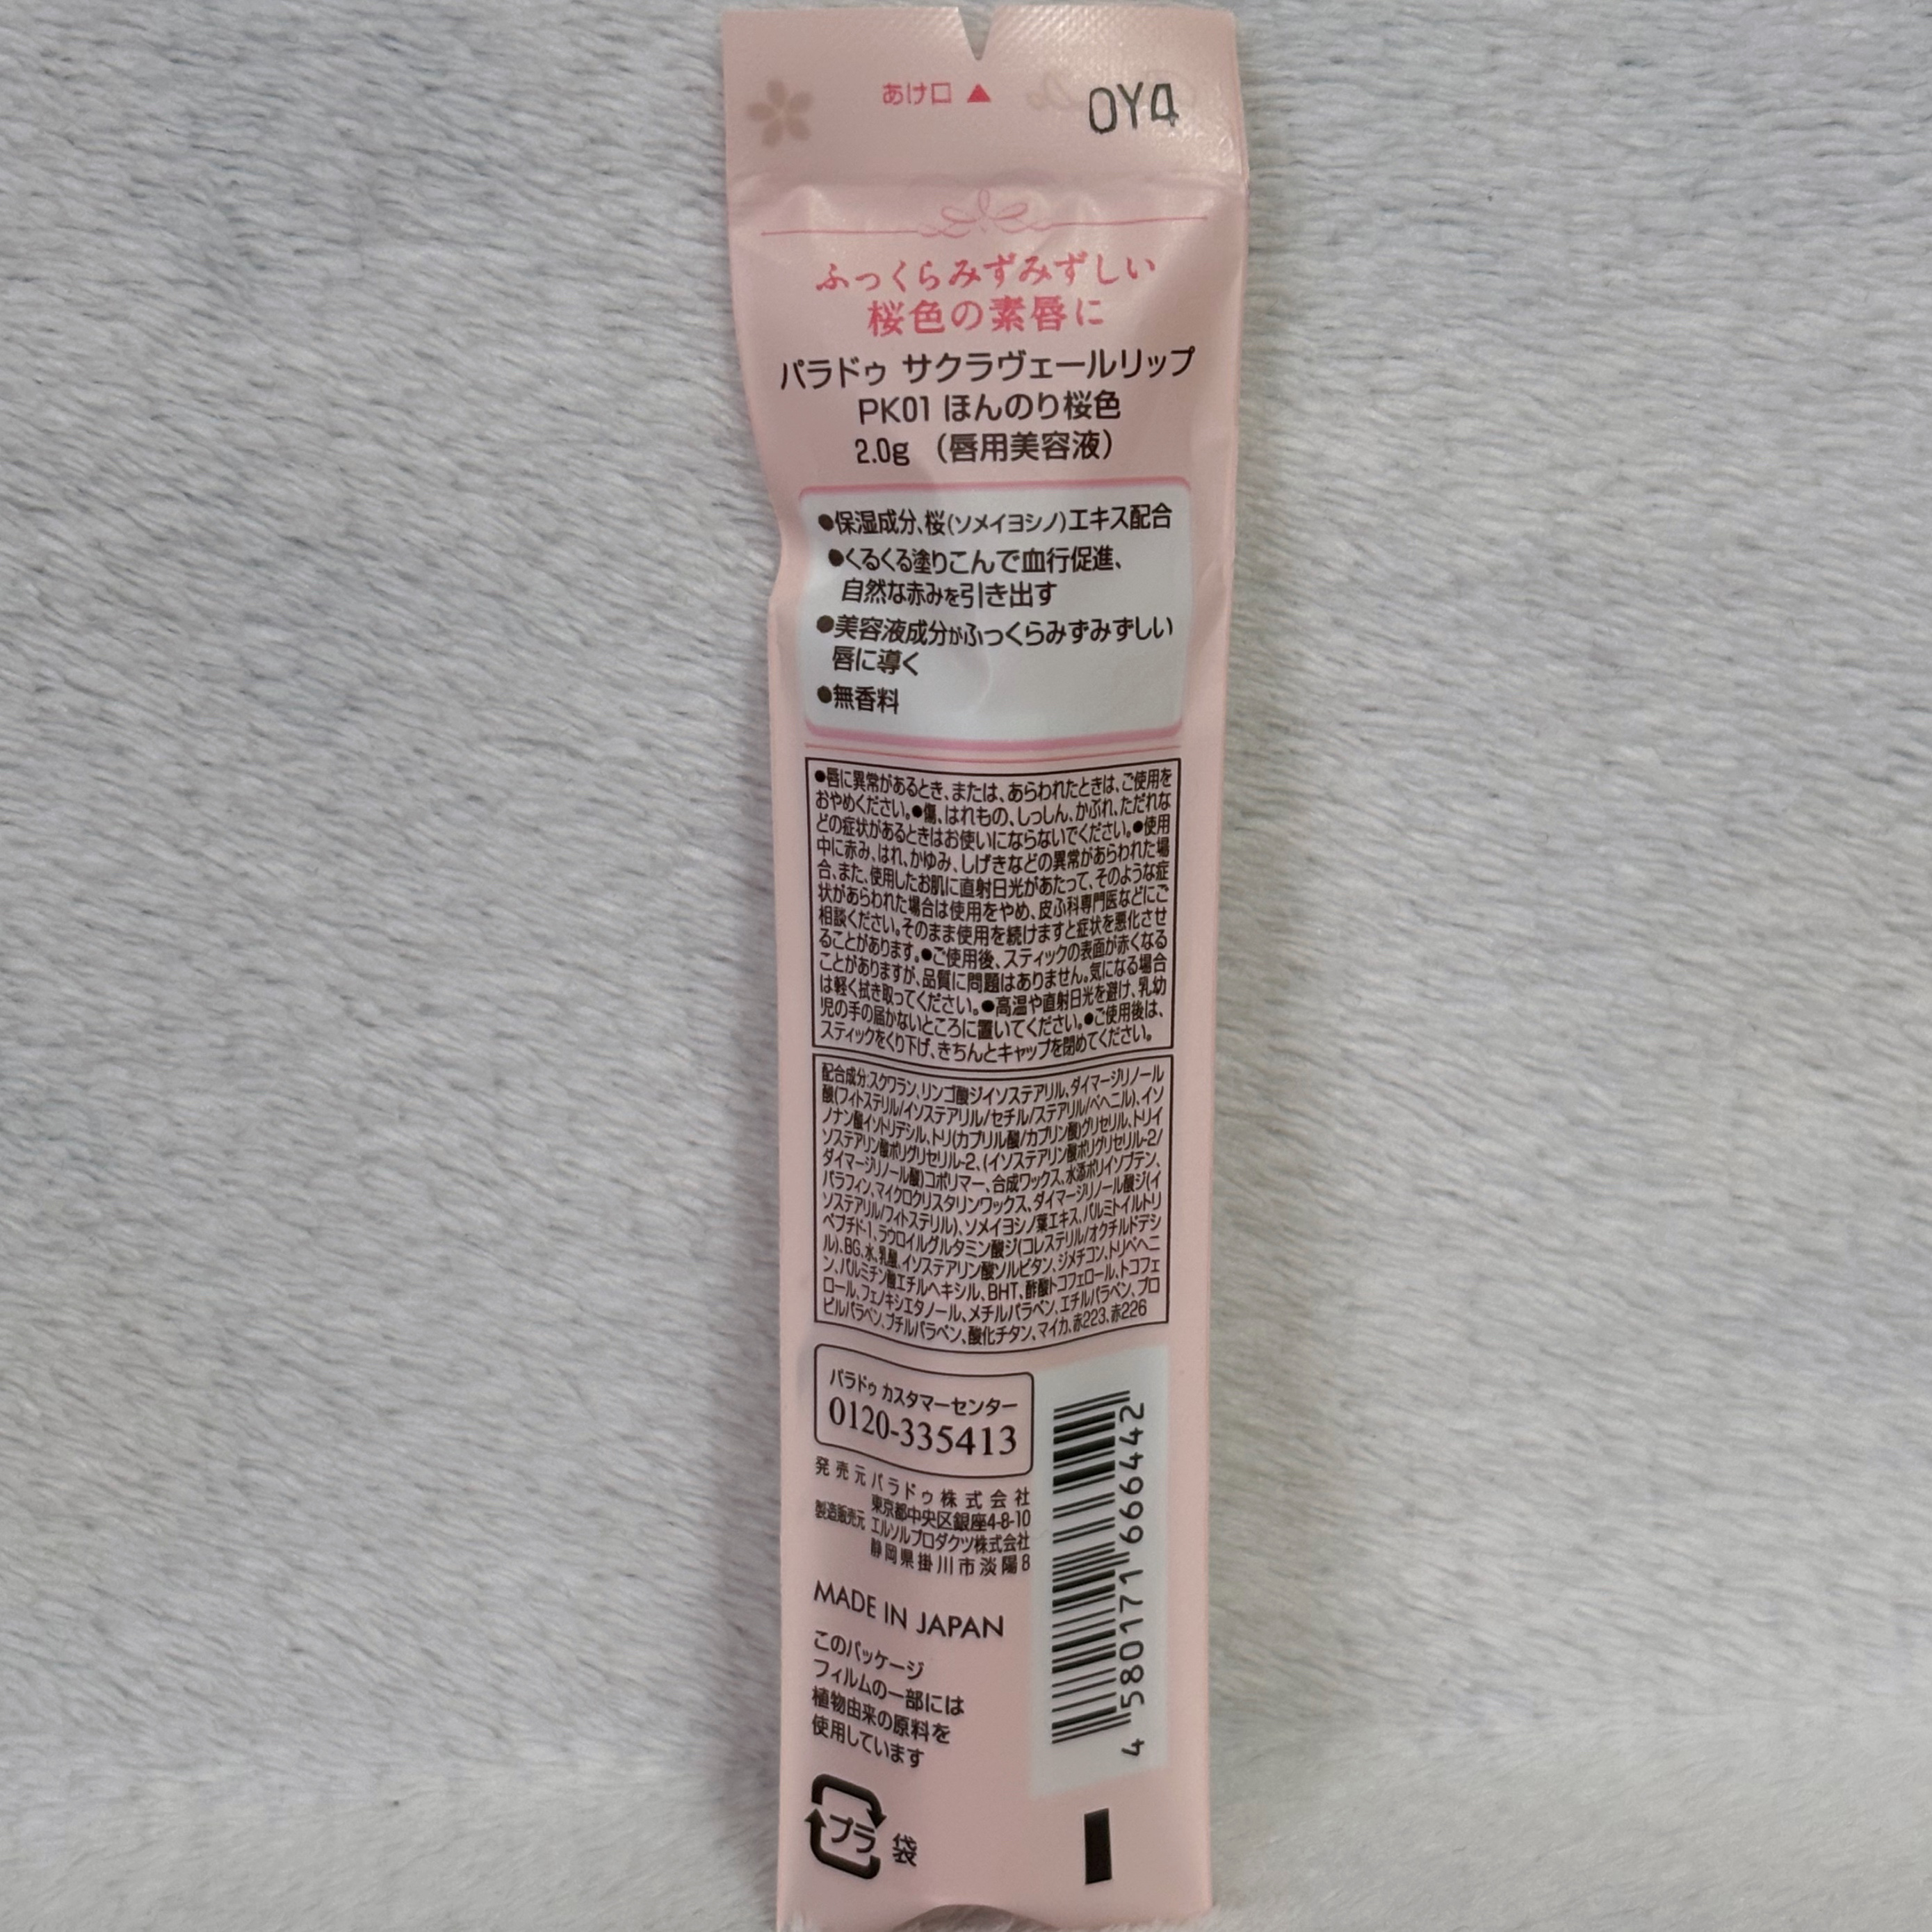 あけ口▲
OY4
ふっくらみずみずしい
桜色の素唇に
パラドゥ サクラヴェールリップ
PK01 ほんのり桜色
2.0g (唇用美容液)
●保湿成分、桜(ソメイヨシノ)エキス配合
●くるくる塗りこんで血行促進、
自然な赤みを引き出す
●美容液成分がふっくらみずみずしい
唇に導く
●無香料
●唇に異常があるとき、または、あらわれたときは、ご使用を
おやめください。●傷、はれもの、しっしん、かぶれ、ただれな
どの症状があるときはお使いにならないでください。●使用
中に赤み、はれ、かゆみ、しげきなどの異常があらわれた場
合、また、使用したお肌に直射日光があたって、そのような症
状があらわれた場合は使用をやめ、皮ふ科専門医などにご
相談ください。そのまま使用を続けますと症状を悪化させ
ることがあります。●ご使用後、スティックの表面が赤くなる
ことがありますが、品質に問題はありません。気になる場合
は軽く拭き取ってください。●高温や直射日光を避け、乳幼
児の手の届かないところに置いてください。●ご使用後は、
スティックをくり下げ、きちんとキャップを閉めてください。
配合成分:スクワラン、リンゴ酸ジイソステアリル、ダイマージリノール
酸(フィトステリル/イソステアリル/セチル/ステアリル/ベヘニル)、イソ
ノナン酸イソトリデシル、トリ(カプリル酸/カプリン酸)グリセリル、トリイ
ソステアリン酸ポリグリセリル-2、(イソステアリン酸ポリグリセリル-2/
ダイマージリノール酸)コポリマー、合成ワックス、水添ポリイソブテン、
パラフィン、マイクロクリスタリンワックス、ダイマージリノール酸ジ(イ
ソステアリル/フィトステリル)、ソメイヨシノ葉エキス、パルミトイルトリ
ペプチド-1、ラウロイルグルタミン酸ジ(コレステリル/オクチルドデシ
ル)、BG、水、乳酸、イソステアリン酸ソルビタン、ジメチコン、トリベヘニ
ン、パルミチン酸エチルヘキシル、BHT、酢酸トコフェロール、トコフェ
ロール、フェノキシエタノール、メチルパラベン、エチルパラベン、プロ
ピルパラベン、ブチルパラベン、酸化チタン、マイカ、赤223、赤226
パラドゥ カスタマーセンター
0120-335413
発売元 パラドゥ株式会社
東京都中央区銀座4-8-10
製造販売元 エルソルプロダクツ株式会社
静岡県掛川市淡陽8
MADE IN JAPAN
このパッケージ
フィルムの一部には
植物由来の原料を
使用しています
プラ 袋
4 580171 666442